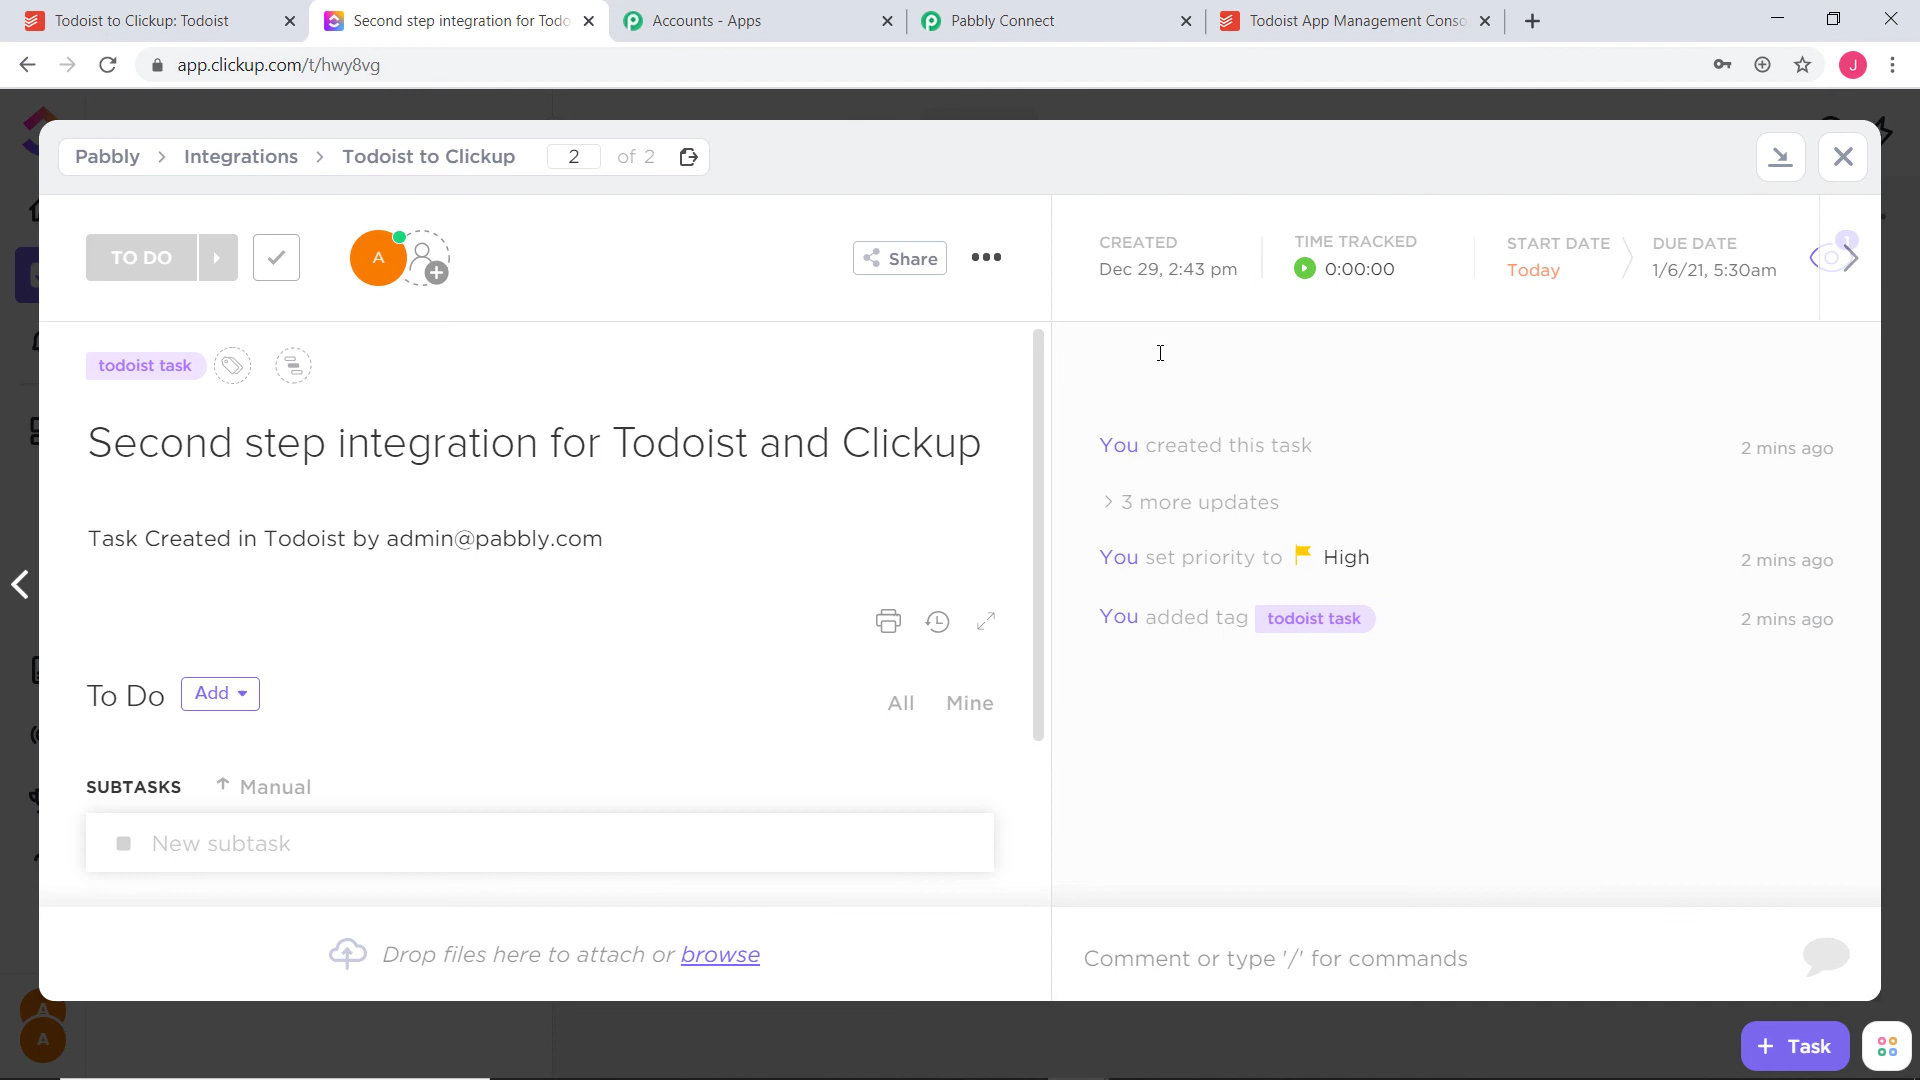 Todoist to Clickup: Todoist
Second step integration for Todo
Accounts - Apps
Pabbly Connect
Todoist App Management Conso
app.clickup.com/t/hwy8vg
J
Pabbly > Integrations > Todoist to Clickup 2 of 2
TO DO
A
Share
CREATED
Dec 29, 2:43 pm
TIME TRACKED
0:00:00
START DATE
Today
DUE DATE
1/6/21, 5:30am
1
todoist task
Second step integration for Todoist and Clickup
Task Created in Todoist by admin@pabbly.com
To Do
Add
All
Mine
SUBTASKS
Manual
New subtask
Drop files here to attach or browse
You created this task
2 mins ago
> 3 more updates
You set priority to High
2 mins ago
You added tag todoist task
2 mins ago
Comment or type '/' for commands
A
A
+ Task